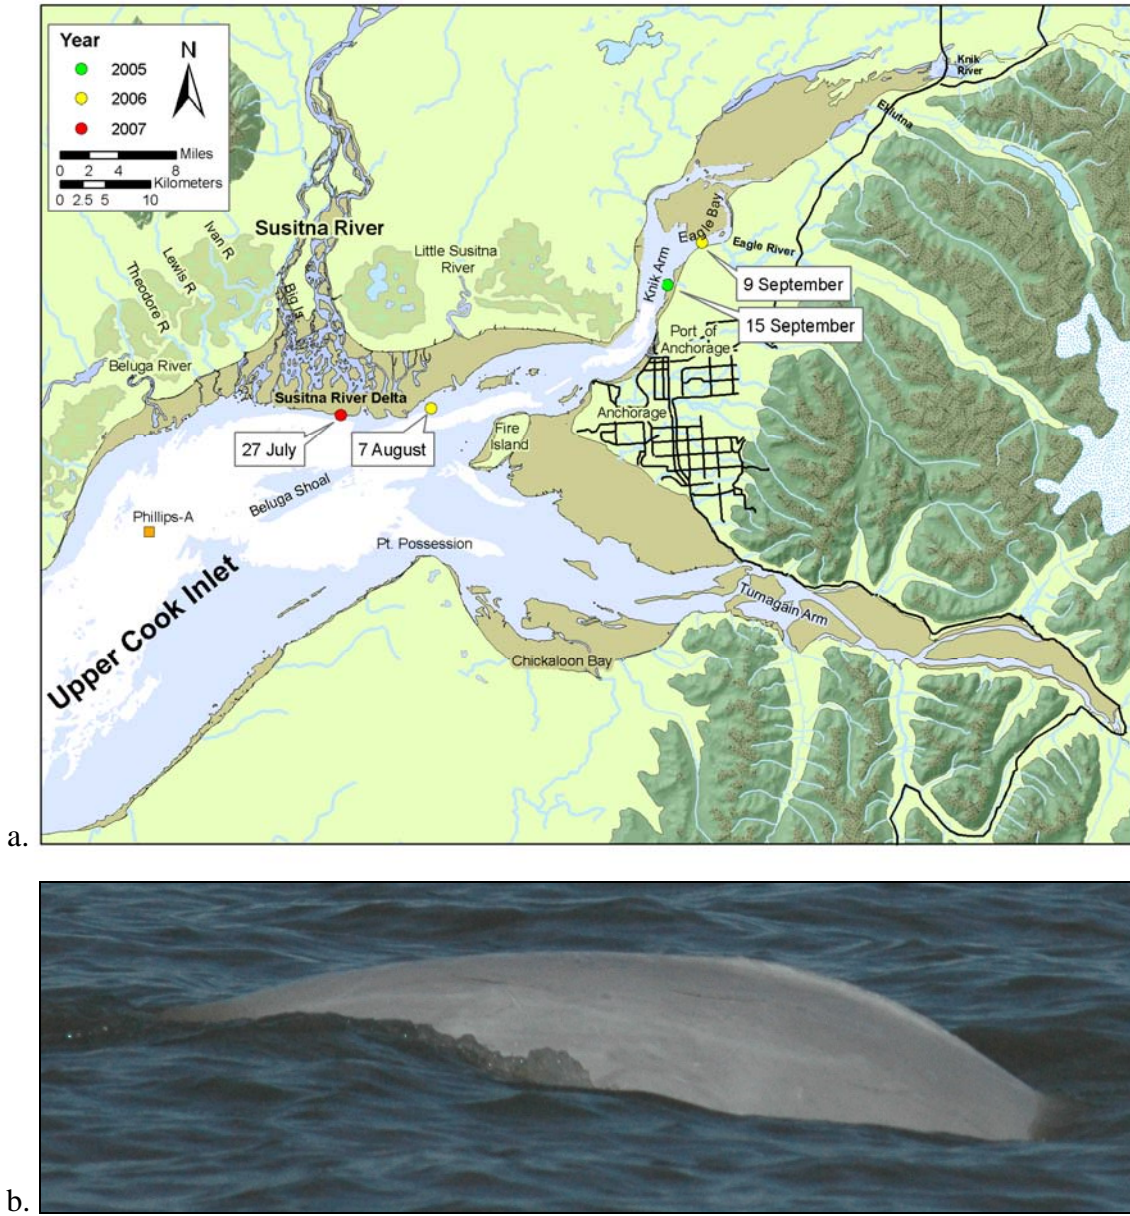 Year
N
2005
2006
2007
Miles
0 2 4 8
Kilometers
0 2.5 5 10
Knik
River
Eklutna
Susitna River
Ivan R
Lewis R
Theodore R
Big Is
Little Susitna
River
Eagle Bay
Eagle River
Knik Arm
9 September
15 September
Port of
Anchorage
Beluga River
Susitna River Delta
27 July
7 August
Anchorage
Fire
Island
Beluga Shoal
Phillips-A
Pt. Possession
Upper Cook Inlet
Turnagain Arm
Chickaloon Bay
a.
b.